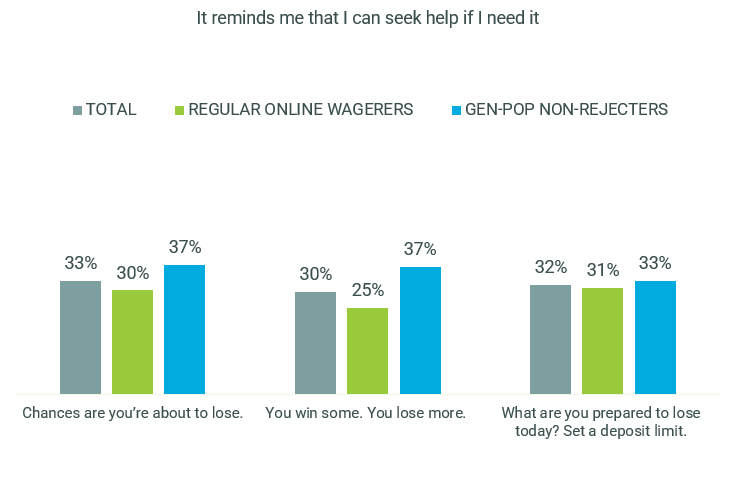 It reminds me that I can seek help if I need it
TOTAL REGULAR ONLINE WAGERERS GEN-POP NON-REJECTERS
33% 30% 37% 30% 25% 37% 32% 31% 33%
Chances are you’re about to lose. You win some. You lose more. What are you prepared to lose
today? Set a deposit limit.